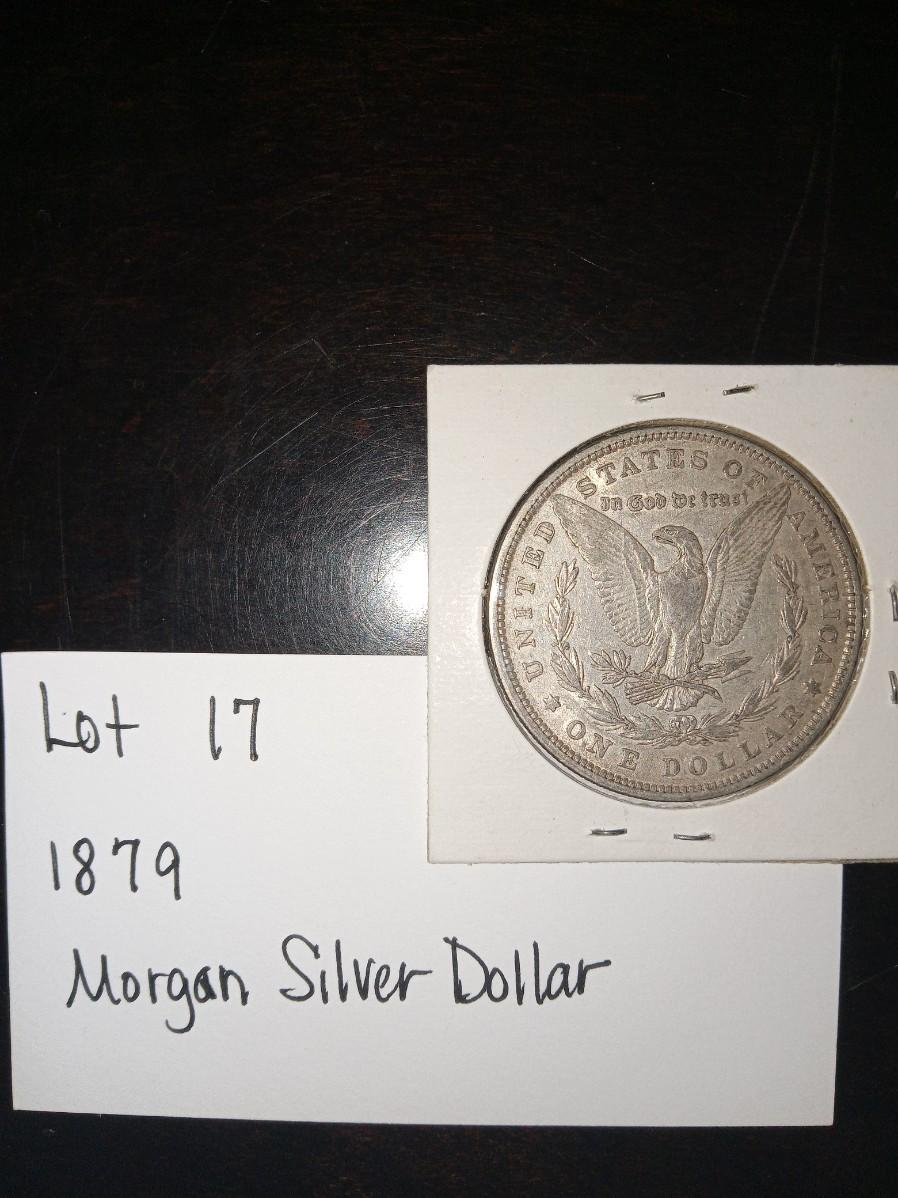 UNITED STATES OF AMERICA
In God we trust
ONE DOLLAR
Lot 17
1879
Morgan Silver Dollar